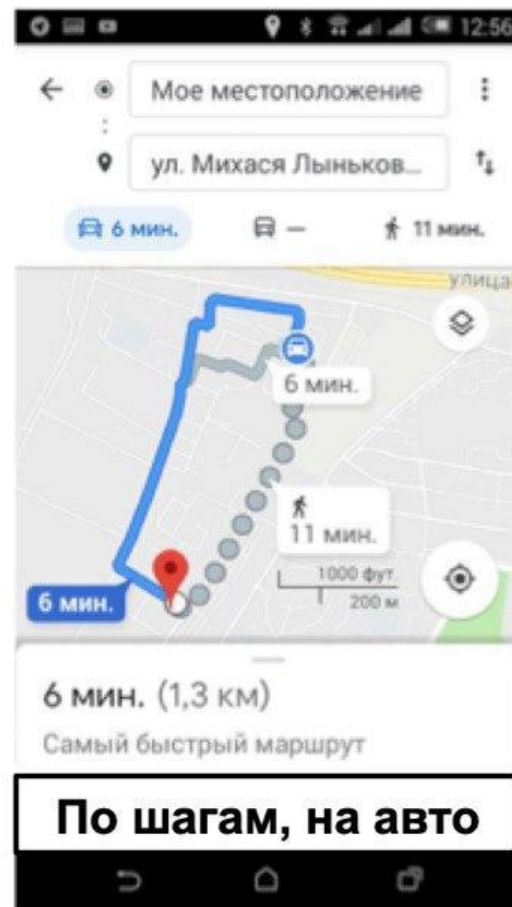 12:56
Мое местоположение
ул. Михася Лыньков...
6 мин.
—
11 мин.
улица
6 мин.
11 мин.
1000 фут
200 м
6 мин.
6 мин. (1,3 км)
Самый быстрый маршрут
По шагам, на авто